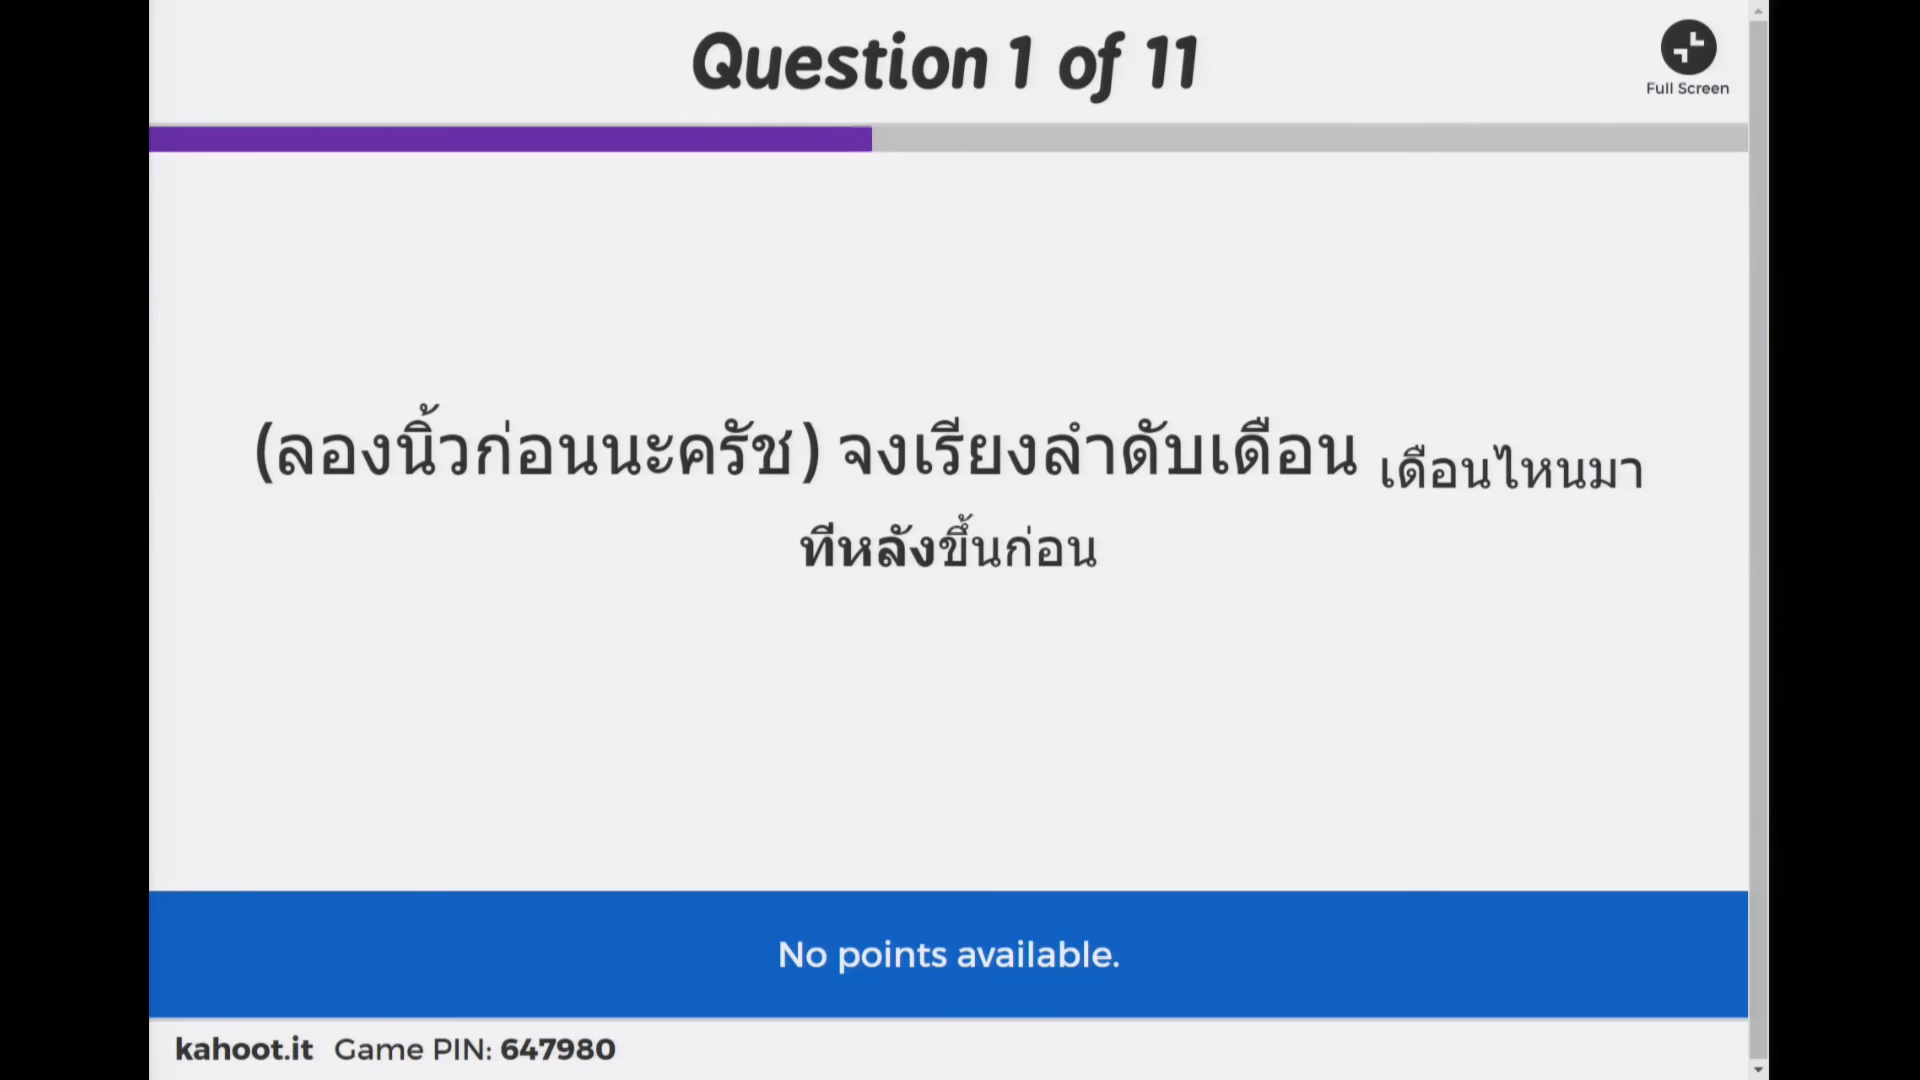 Question 1 of 11
Full Screen
(ลองนิ้วก่อนนะครัช) จงเรียงลำดับเดือน เดือนไหนมา
ทีหลังขึ้นก่อน
No points available.
kahoot.it Game PIN: 647980